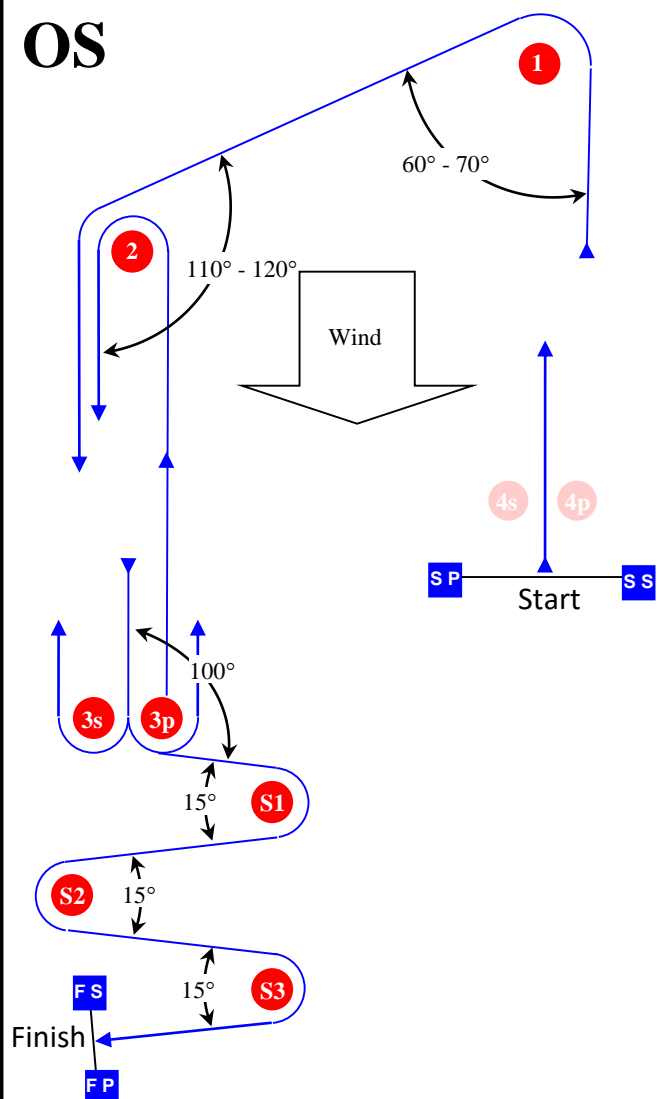 OS
1
60° - 70°
2
110° - 120°
Wind
4s
4p
S P
S S
Start
100°
3s
3p
15°
S1
15°
S2
15°
S3
F S
Finish
F P